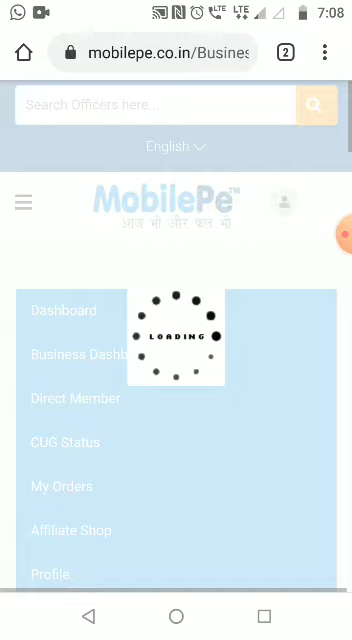 7:08
mobilepe.co.in/Busines
2
Search Officers here...
English
MobilePe™
आज भी और कल भी
Dashboard
LOADING
Business Dashb
Direct Member
CUG Status
My Orders
Affiliate Shop
Profile